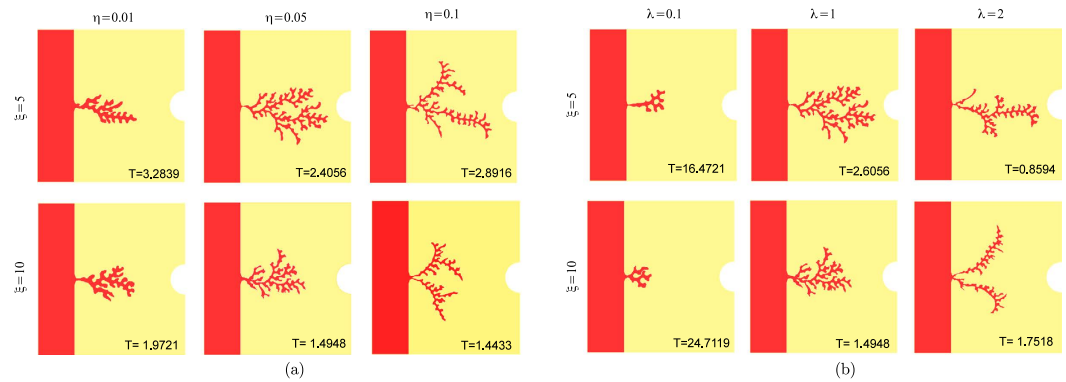 η=0.01 η=0.05 η=0.1
ξ=5
T=3.2839 T=2.4056 T=2.8916
ξ=10
T= 1.9721 T= 1.4948 T=1.4433
(a)
λ=0.1 λ=1 λ=2
ξ=5
T=16.4721 T=2.6056 T=0.8594
ξ=10
T=24.7119 T= 1.4948 T= 1.7518
(b)